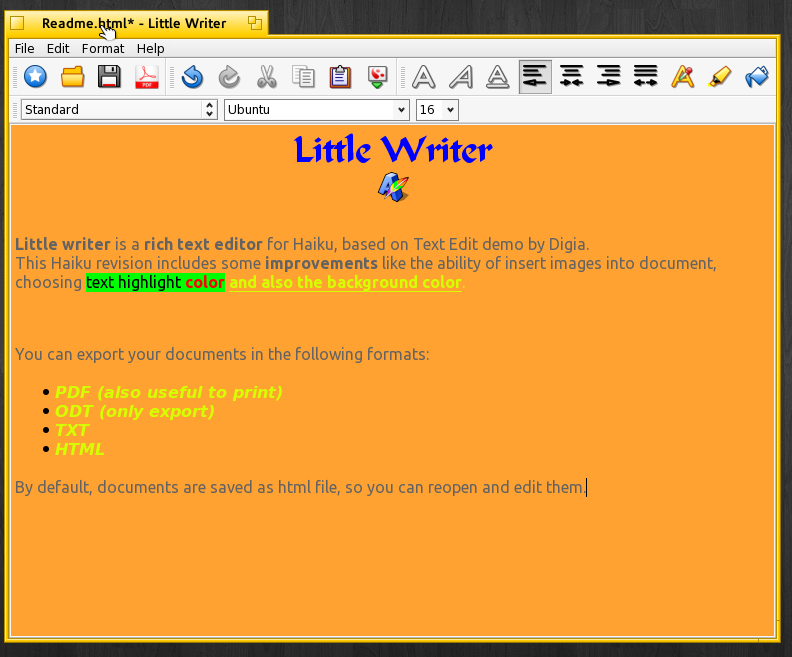 Readme.html* - Little Writer
File Edit Format Help
PDF
Standard Ubuntu 16
Little Writer
Little writer is a rich text editor for Haiku, based on Text Edit demo by Digia.
This Haiku revision includes some improvements like the ability of insert images into document,
choosing text highlight color and also the background color.
You can export your documents in the following formats:
• PDF (also useful to print)
• ODT (only export)
• TXT
• HTML
By default, documents are saved as html file, so you can reopen and edit them.